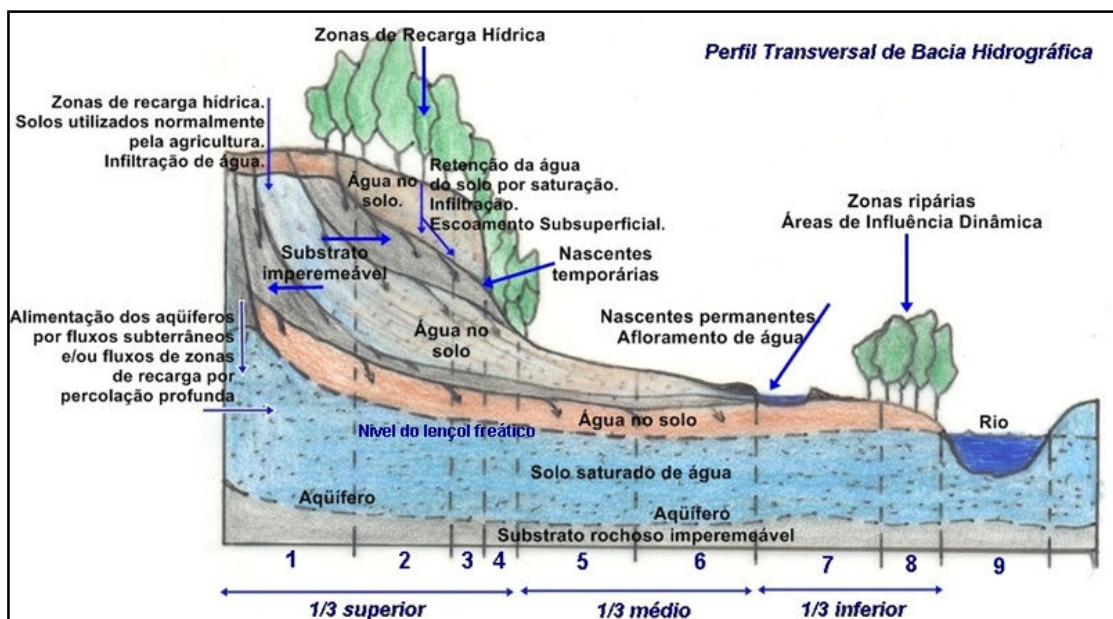 Zonas de Recarga Hídrica
Perfil Transversal de Bacia Hidrográfica
Zonas de recarga hídrica.
Solos utilizados normalmente
pela agricultura.
Infiltração de água.
Água no
solo.
Retenção da água
do solo por saturação.
Infiltração.
Escoamento Subsuperficial.
Zonas ripárias
Áreas de Influência Dinâmica
Substrato
imperemeável
Nascentes
temporárias
Alimentação dos aqüíferos
por fluxos subterrâneos
e/ou fluxos de zonas
de recarga por
percolação profunda
Água no
solo
Nascentes permanentes
Afloramento de água
Nível do lençol freático
Água no solo
Rio
Solo saturado de água
Aqüífero
Aqüífero
Substrato rochoso imperemeável
1 2 3 4 5 6 7 8 9
1/3 superior 1/3 médio 1/3 inferior